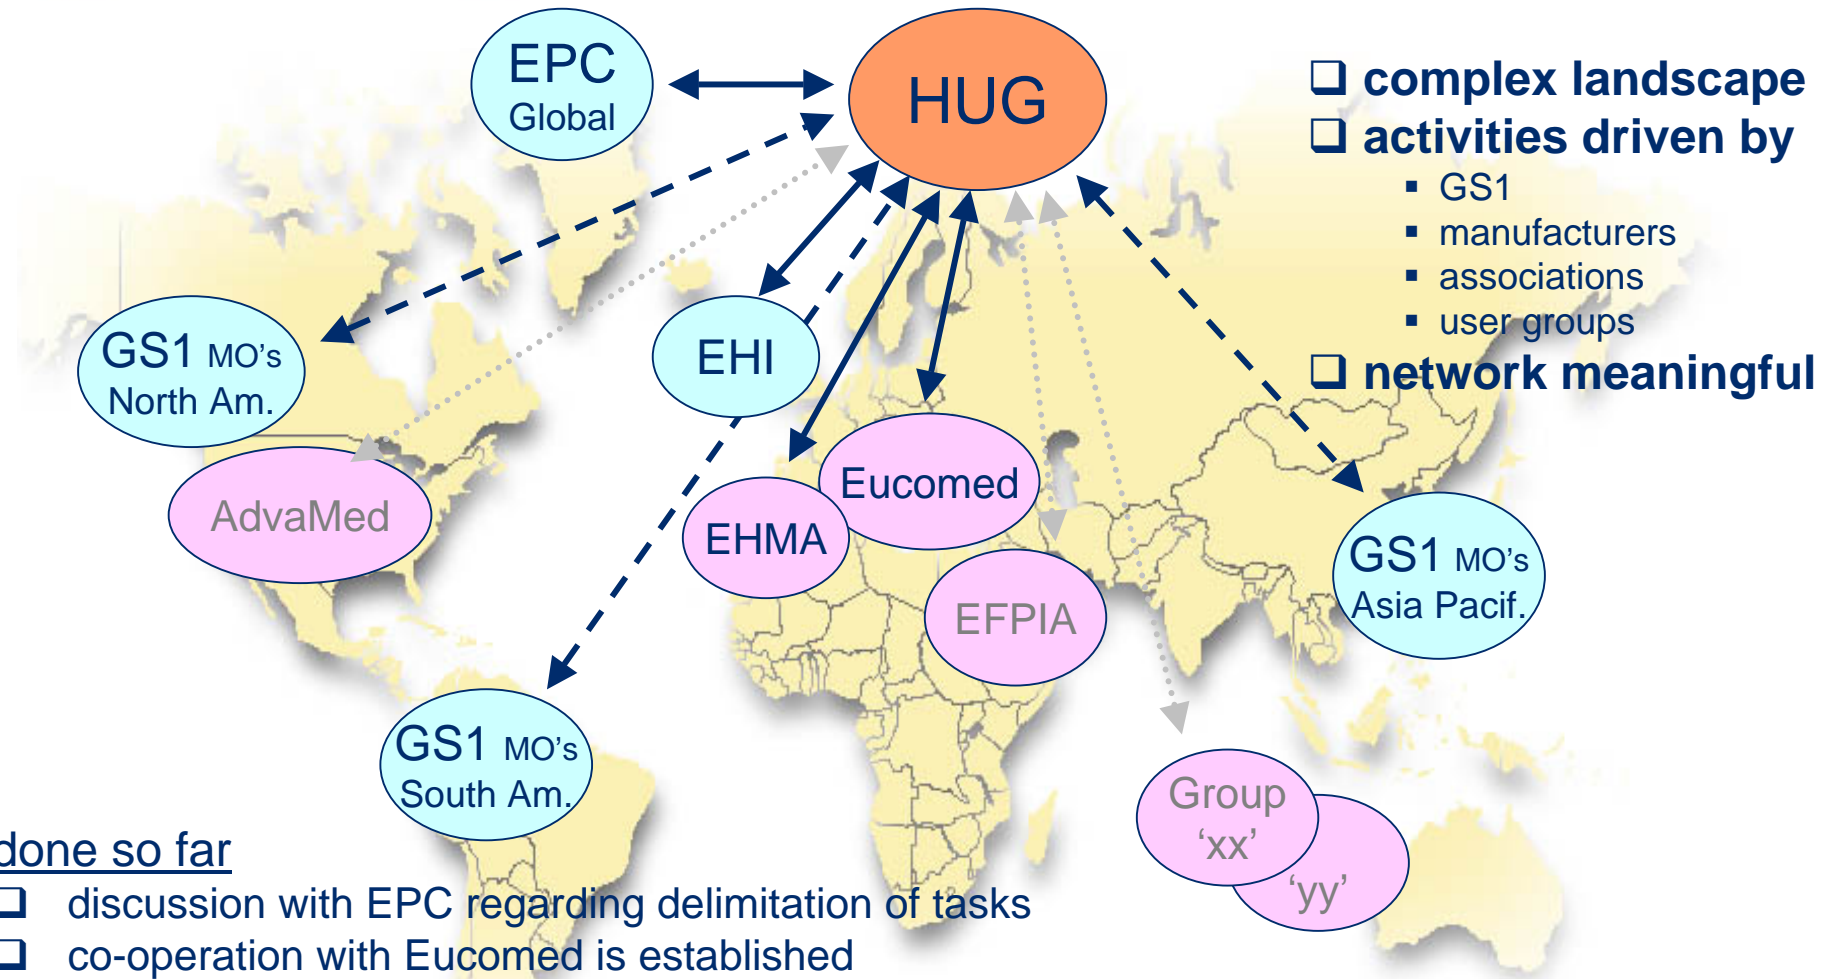 EPC
Global
HUG
❑ complex landscape
❑ activities driven by
▪ GS1
▪ manufacturers
▪ associations
▪ user groups
❑ network meaningful
GS1 MO's
North Am.
EHI
AdvaMed
Eucomed
EHMA
EFPIA
GS1 MO's
Asia Pacif.
GS1 MO's
South Am.
Group
‘xx’
‘yy’
done so far
❑ discussion with EPC regarding delimitation of tasks
❑ co-operation with Eucomed is established